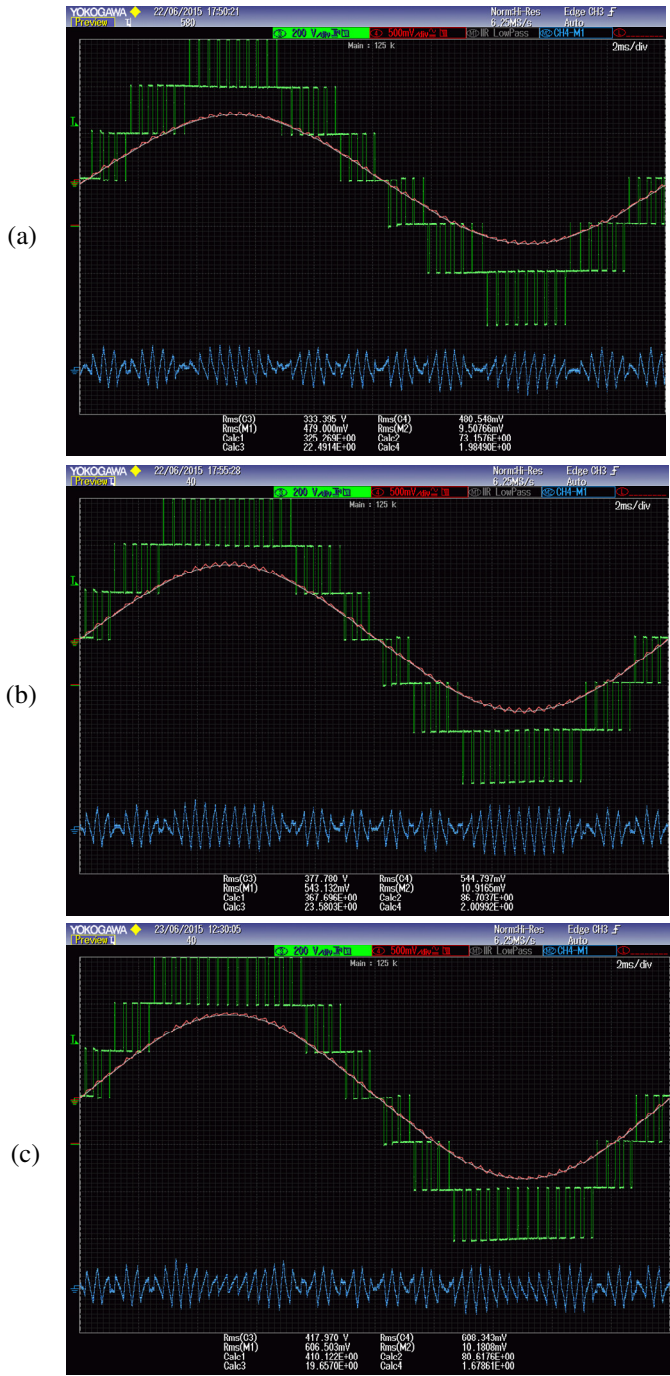 YOKOGAWA 22/06/2015 17:50:21 Norm:Hi-Res Edge CH3
Preview 580 6.25MS/s Auto
200 V 500mV IIR LowPass CH4-M1
Main : 125 k 2ms/div
(a)
Rms(C3) 333.395 V Rms(C4) 480.540mV
Rms(M1) 479.000mV Rms(M2) 9.50766mV
Calc1 325.269E+00 Calc2 73.1576E+00
Calc3 22.4914E+00 Calc4 1.98490E+00
YOKOGAWA 22/06/2015 17:55:28 Norm:Hi-Res Edge CH3
Preview 40 6.25MS/s Auto
200 V 500mV IIR LowPass CH4-M1
Main : 125 k 2ms/div
(b)
Rms(C3) 377.780 V Rms(C4) 544.797mV
Rms(M1) 543.132mV Rms(M2) 10.9165mV
Calc1 367.696E+00 Calc2 86.7037E+00
Calc3 23.5803E+00 Calc4 2.00992E+00
YOKOGAWA 23/06/2015 12:30:05 Norm:Hi-Res Edge CH3
Preview 40 6.25MS/s Auto
200 V 500mV IIR LowPass CH4-M1
Main : 125 k 2ms/div
(c)
Rms(C3) 417.970 V Rms(C4) 608.343mV
Rms(M1) 606.503mV Rms(M2) 10.1808mV
Calc1 410.122E+00 Calc2 80.6176E+00
Calc3 19.6570E+00 Calc4 1.67861E+00